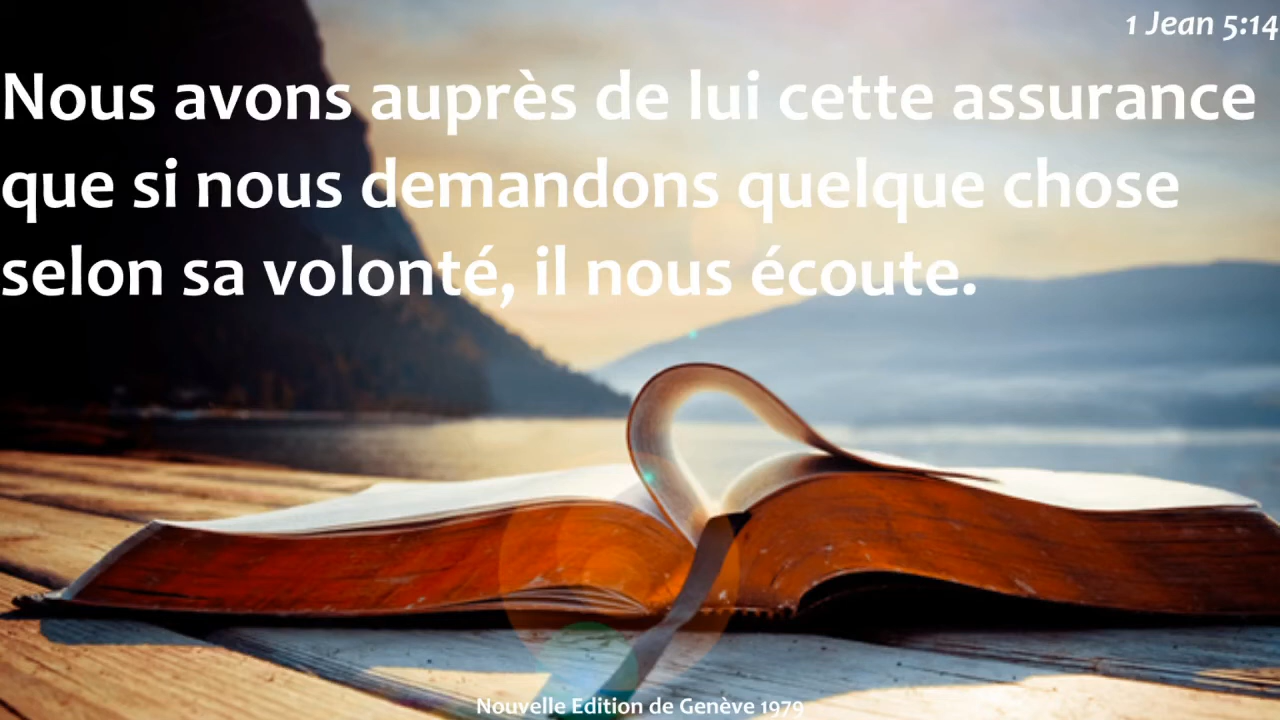 1 Jean 5:14
Nous avons auprès de lui cette assurance
que si nous demandons quelque chose
selon sa volonté, il nous écoute.
Nouvelle Edition de Genève 1979